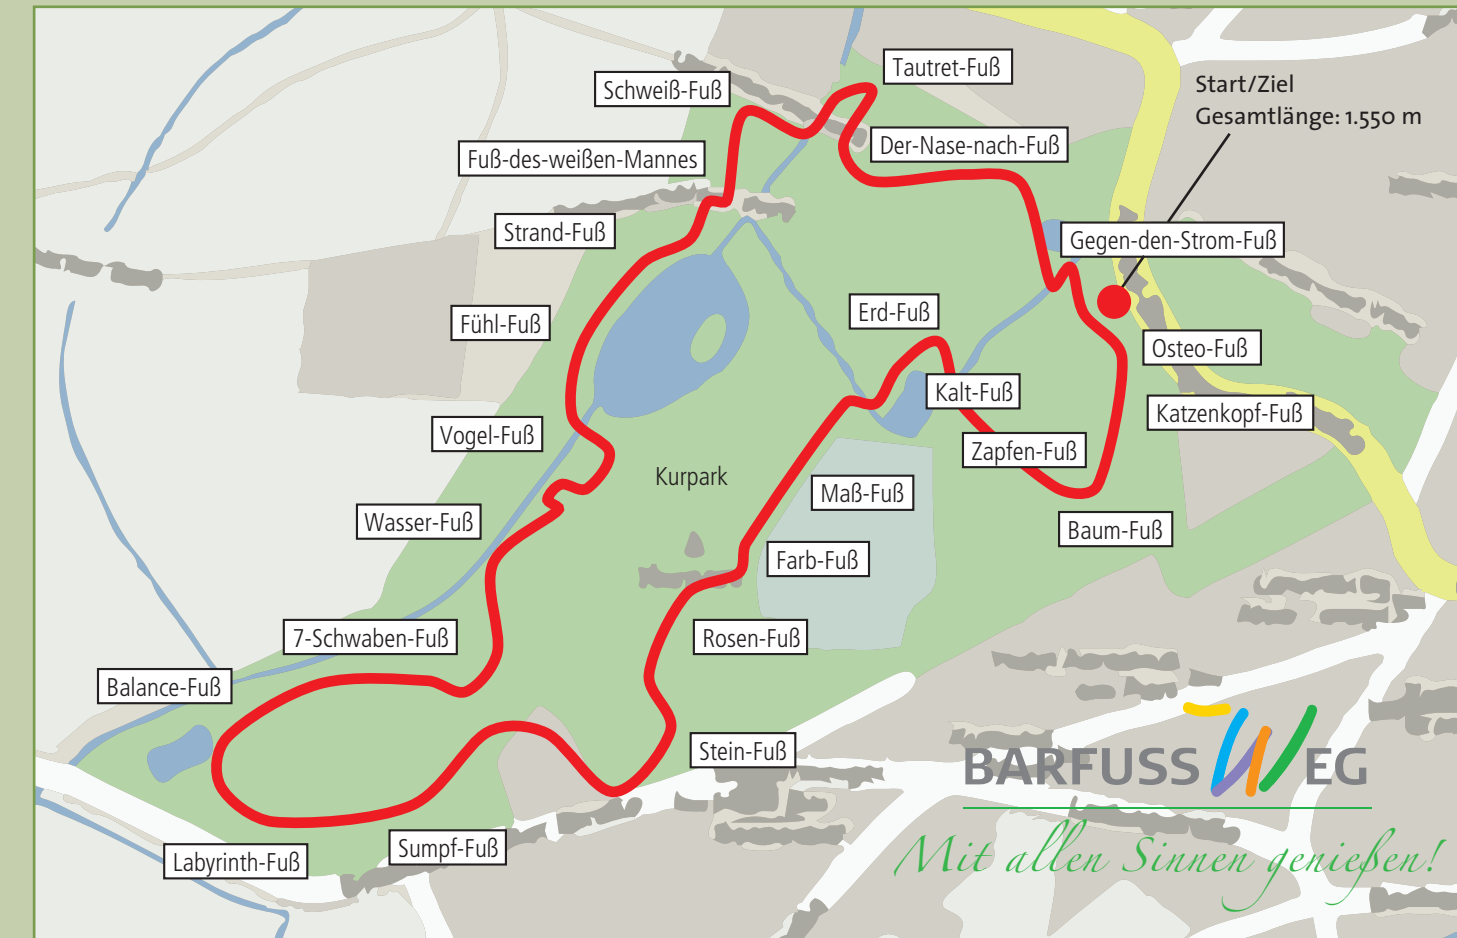 Tautret-Fuß
Start/Ziel
Gesamtlänge: 1.550 m
Schweiß-Fuß
Der-Nase-nach-Fuß
Fuß-des-weißen-Mannes
Strand-Fuß
Gegen-den-Strom-Fuß
Fühl-Fuß
Erd-Fuß
Osteo-Fuß
Kalt-Fuß
Katzenkopf-Fuß
Vogel-Fuß
Zapfen-Fuß
Kurpark
Maß-Fuß
Wasser-Fuß
Baum-Fuß
Farb-Fuß
7-Schwaben-Fuß
Rosen-Fuß
Balance-Fuß
Stein-Fuß
BARFUSSWEG
Mit allen Sinnen genießen!
Sumpf-Fuß
Labyrinth-Fuß